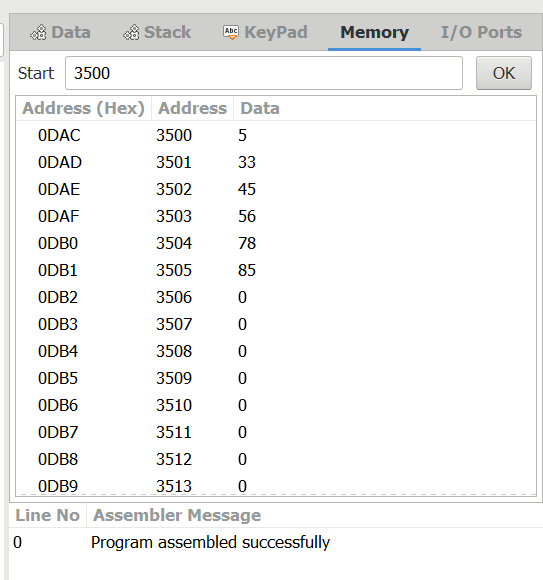 Data Stack Abc KeyPad Memory I/O Ports
Start 3500 OK
Address (Hex) Address Data
0DAC 3500 5
0DAD 3501 33
0DAE 3502 45
0DAF 3503 56
0DB0 3504 78
0DB1 3505 85
0DB2 3506 0
0DB3 3507 0
0DB4 3508 0
0DB5 3509 0
0DB6 3510 0
0DB7 3511 0
0DB8 3512 0
0DB9 3513 0
Line No Assembler Message
0 Program assembled successfully